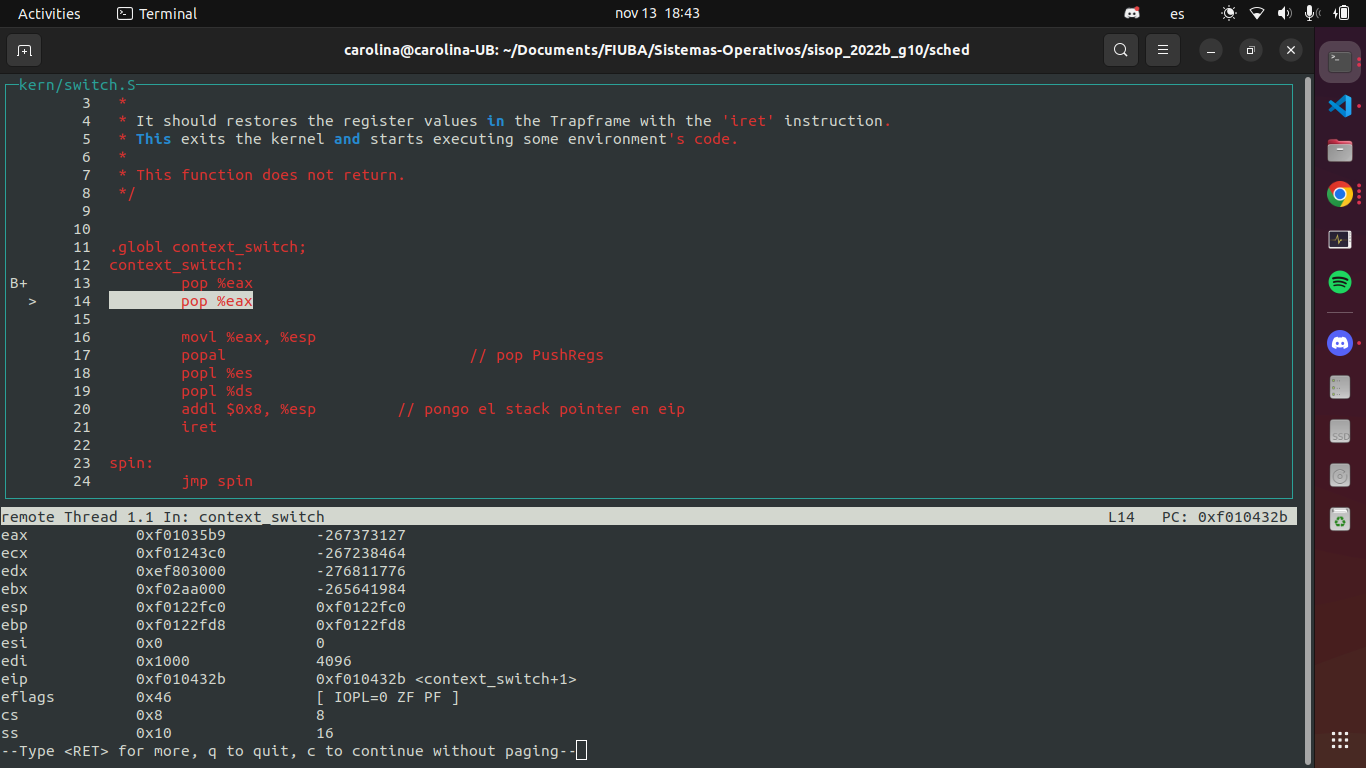 Activities
Terminal
nov 13 18:43
es
carolina@carolina-UB: ~/Documents/FIUBA/Sistemas-Operativos/sisop_2022b_g10/sched
kern/switch.S
3 *
4 * It should restores the register values in the Trapframe with the 'iret' instruction.
5 * This exits the kernel and starts executing some environment's code.
6 *
7 * This function does not return.
8 */
9
10
11 .globl context_switch;
12 context_switch:
B+ 13 pop %eax
> 14 pop %eax
15
16 movl %eax, %esp
17 popal // pop PushRegs
18 popl %es
19 popl %ds
20 addl $0x8, %esp // pongo el stack pointer en eip
21 iret
22
23 spin:
24 jmp spin
remote Thread 1.1 In: context_switch L14 PC: 0xf010432b
eax 0xf01035b9 -267373127
ecx 0xf01243c0 -267238464
edx 0xef803000 -276811776
ebx 0xf02aa000 -265641984
esp 0xf0122fc0 0xf0122fc0
ebp 0xf0122fd8 0xf0122fd8
esi 0x0 0
edi 0x1000 4096
eip 0xf010432b 0xf010432b <context_switch+1>
eflags 0x46 [ IOPL=0 ZF PF ]
cs 0x8 8
ss 0x10 16
--Type <RET> for more, q to quit, c to continue without paging--
SSD